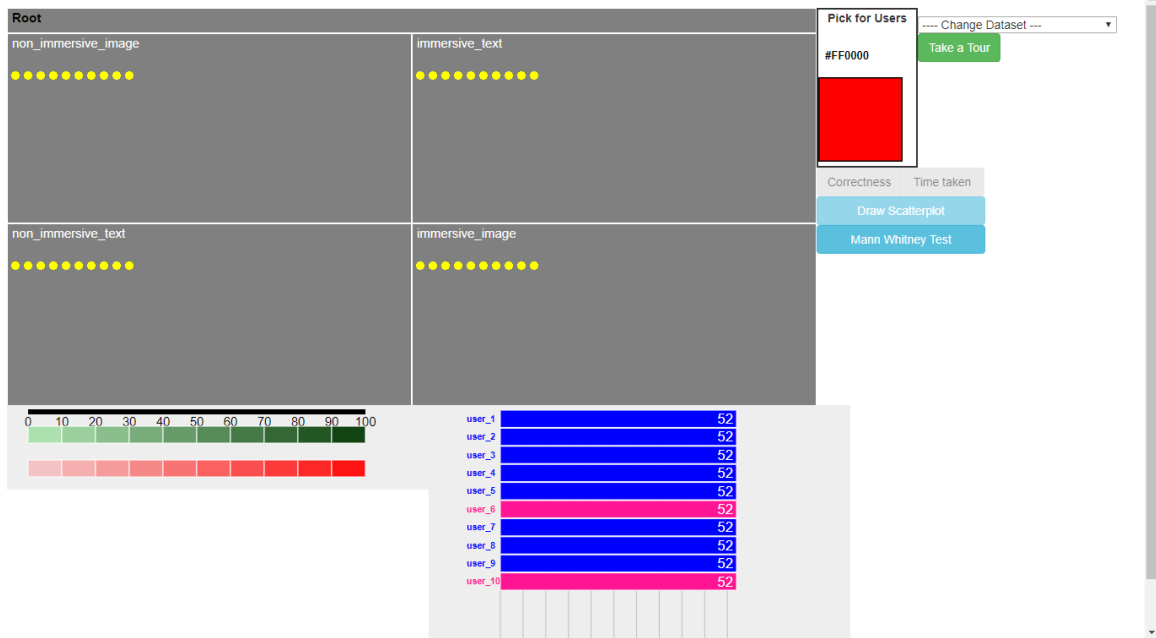 Root
non_immersive_image
immersive_text
non_immersive_text
immersive_image
Pick for Users
#FF0000
---- Change Dataset ---
Take a Tour
Correctness Time taken
Draw Scatterplot
Mann Whitney Test
0 10 20 30 40 50 60 70 80 90 100
user_1 52
user_2 52
user_3 52
user_4 52
user_5 52
user_6 52
user_7 52
user_8 52
user_9 52
user_10 52